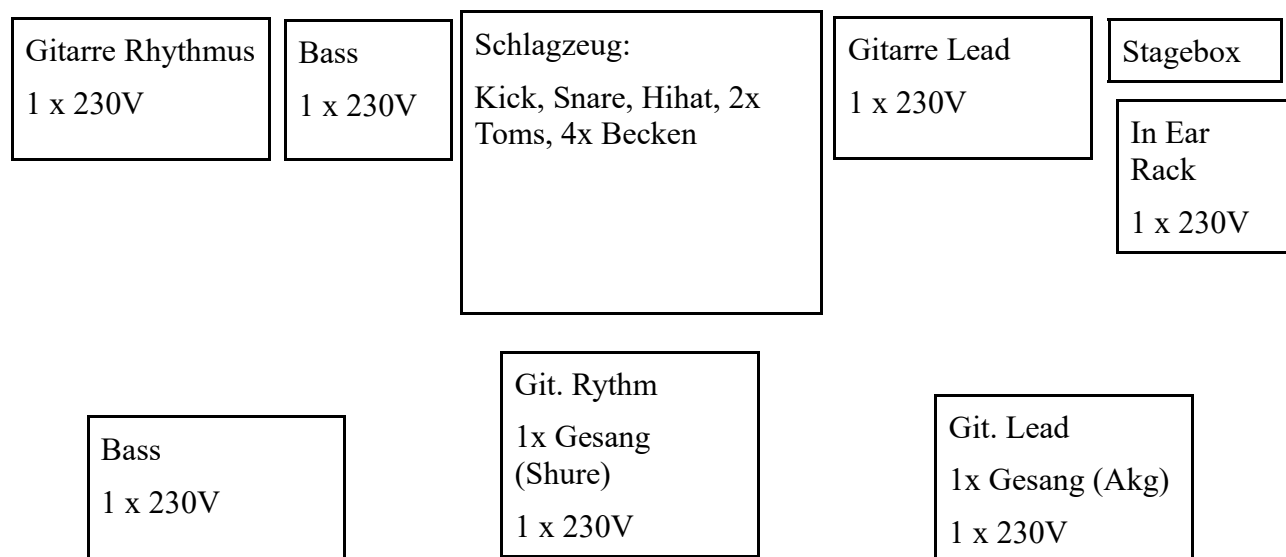 Gitarre Rhythmus
1 x 230V
Bass
1 x 230V
Schlagzeug:
Kick, Snare, Hihat, 2x
Toms, 4x Becken
Gitarre Lead
1 x 230V
Stagebox
In Ear
Rack
1 x 230V
Bass
1 x 230V
Git. Rythm
1x Gesang
(Shure)
1 x 230V
Git. Lead
1x Gesang (Akg)
1 x 230V